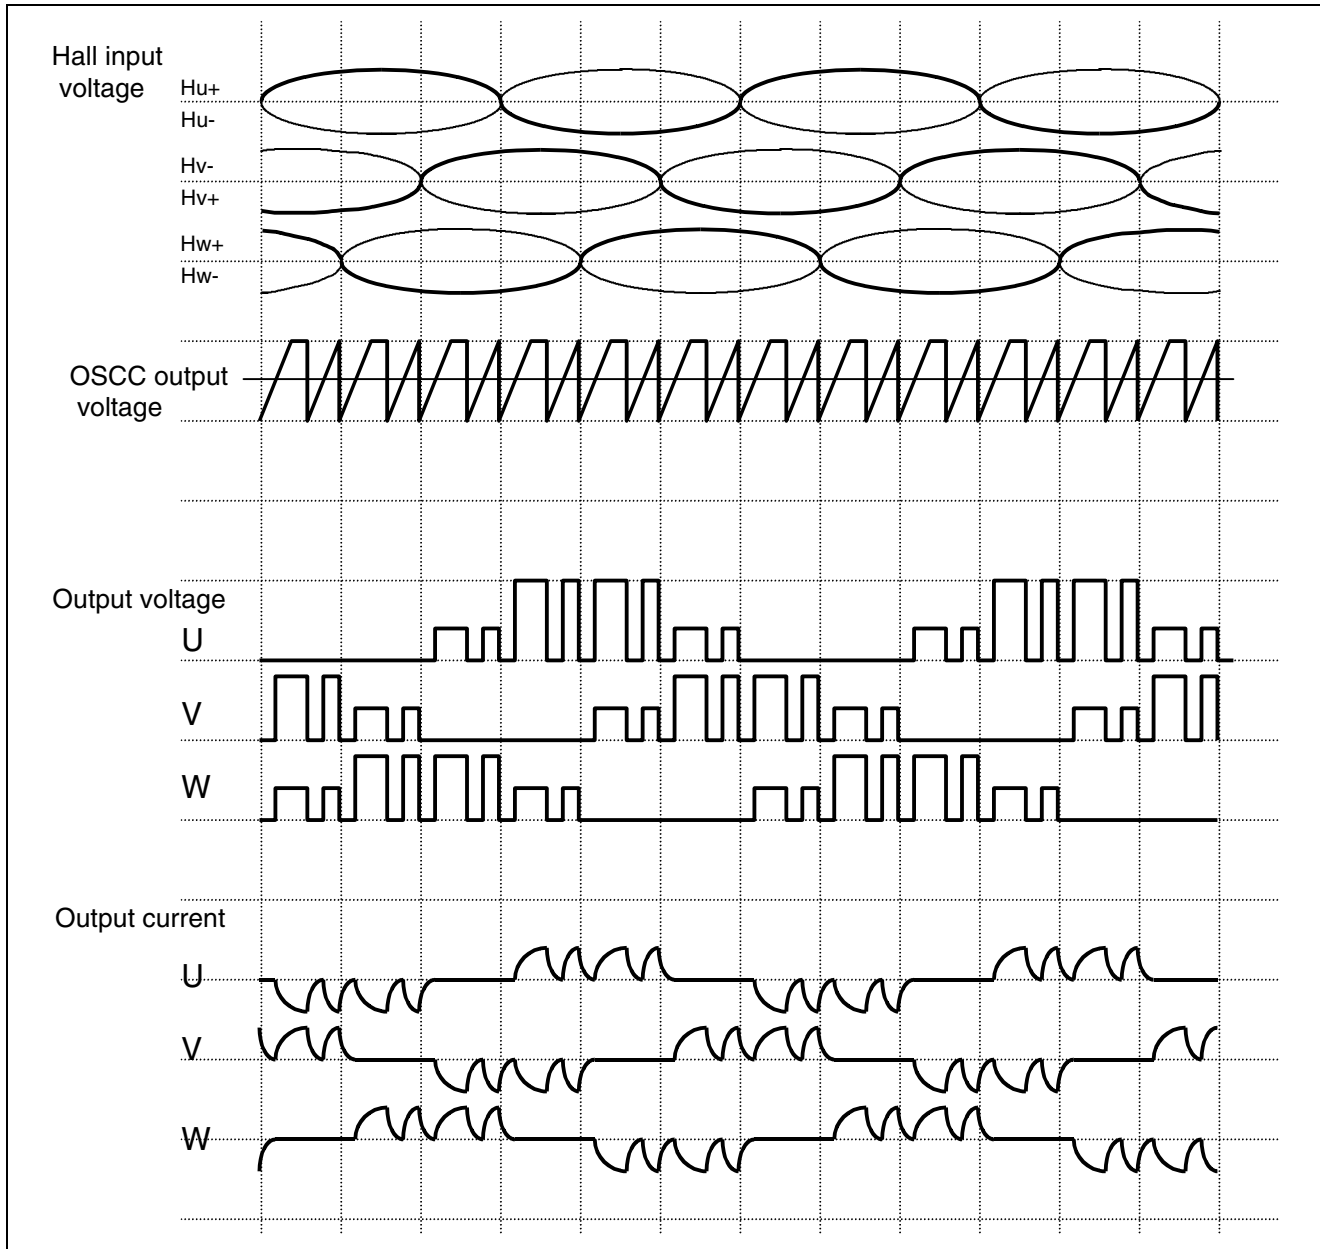 Hall input
voltage
Hu+
Hu-
Hv-
Hv+
Hw+
Hw-
OSCC output
voltage
Output voltage
U
V
W
Output current
U
V
W